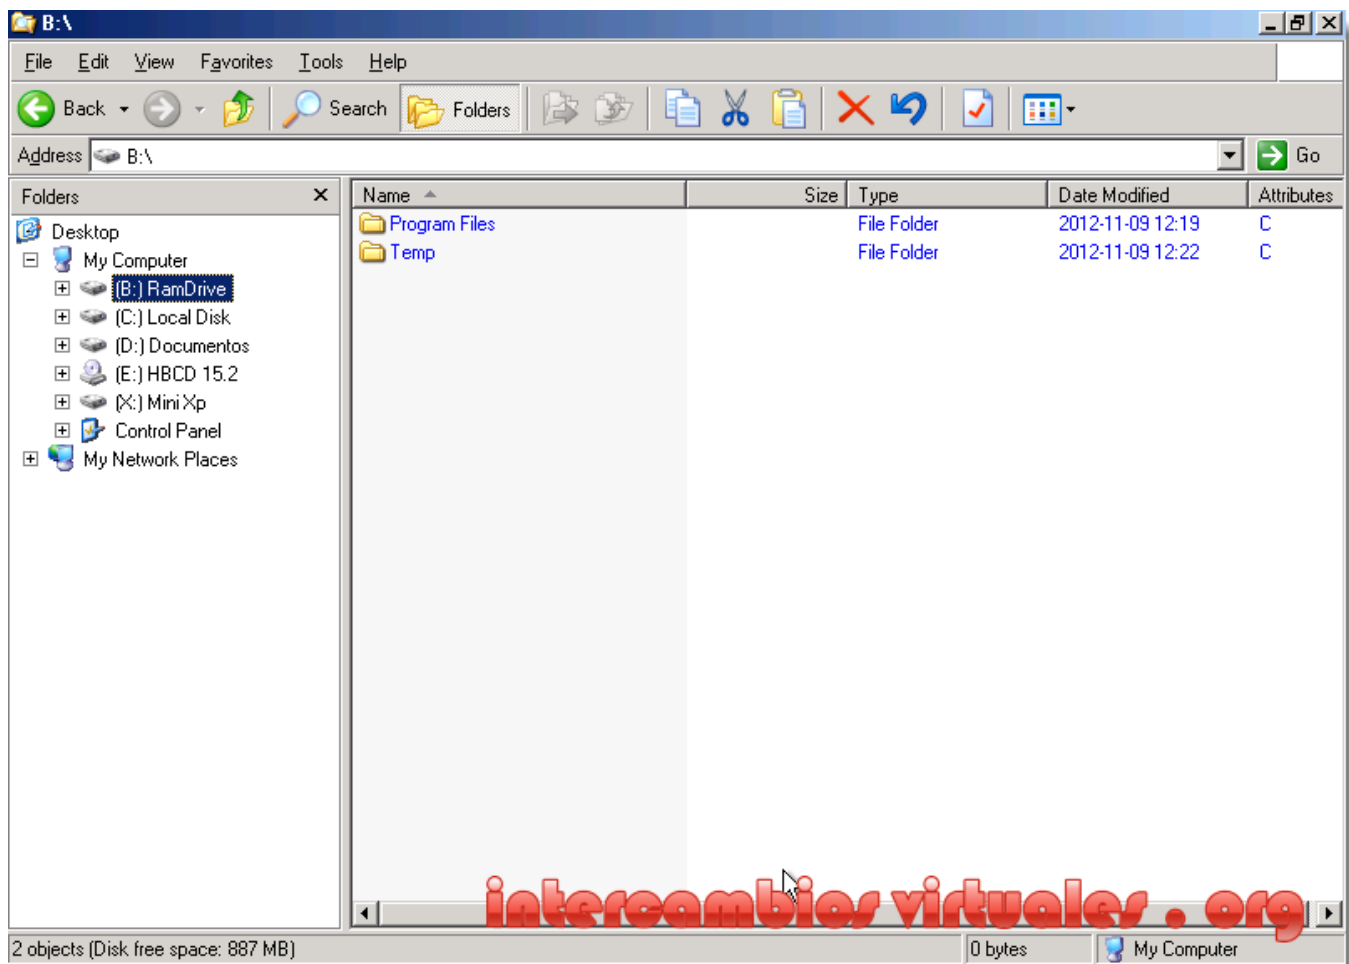 B:\
File Edit View Favorites Tools Help
Back Search Folders
Address B:\ Go
Folders
Name Size Type Date Modified Attributes
Desktop
My Computer
(B:) RamDrive
(C:) Local Disk
(D:) Documentos
(E:) HBCD 15.2
(X:) Mini Xp
Control Panel
My Network Places
Program Files File Folder 2012-11-09 12:19 C
Temp File Folder 2012-11-09 12:22 C
intercambios virtuales . org
2 objects (Disk free space: 887 MB) 0 bytes My Computer